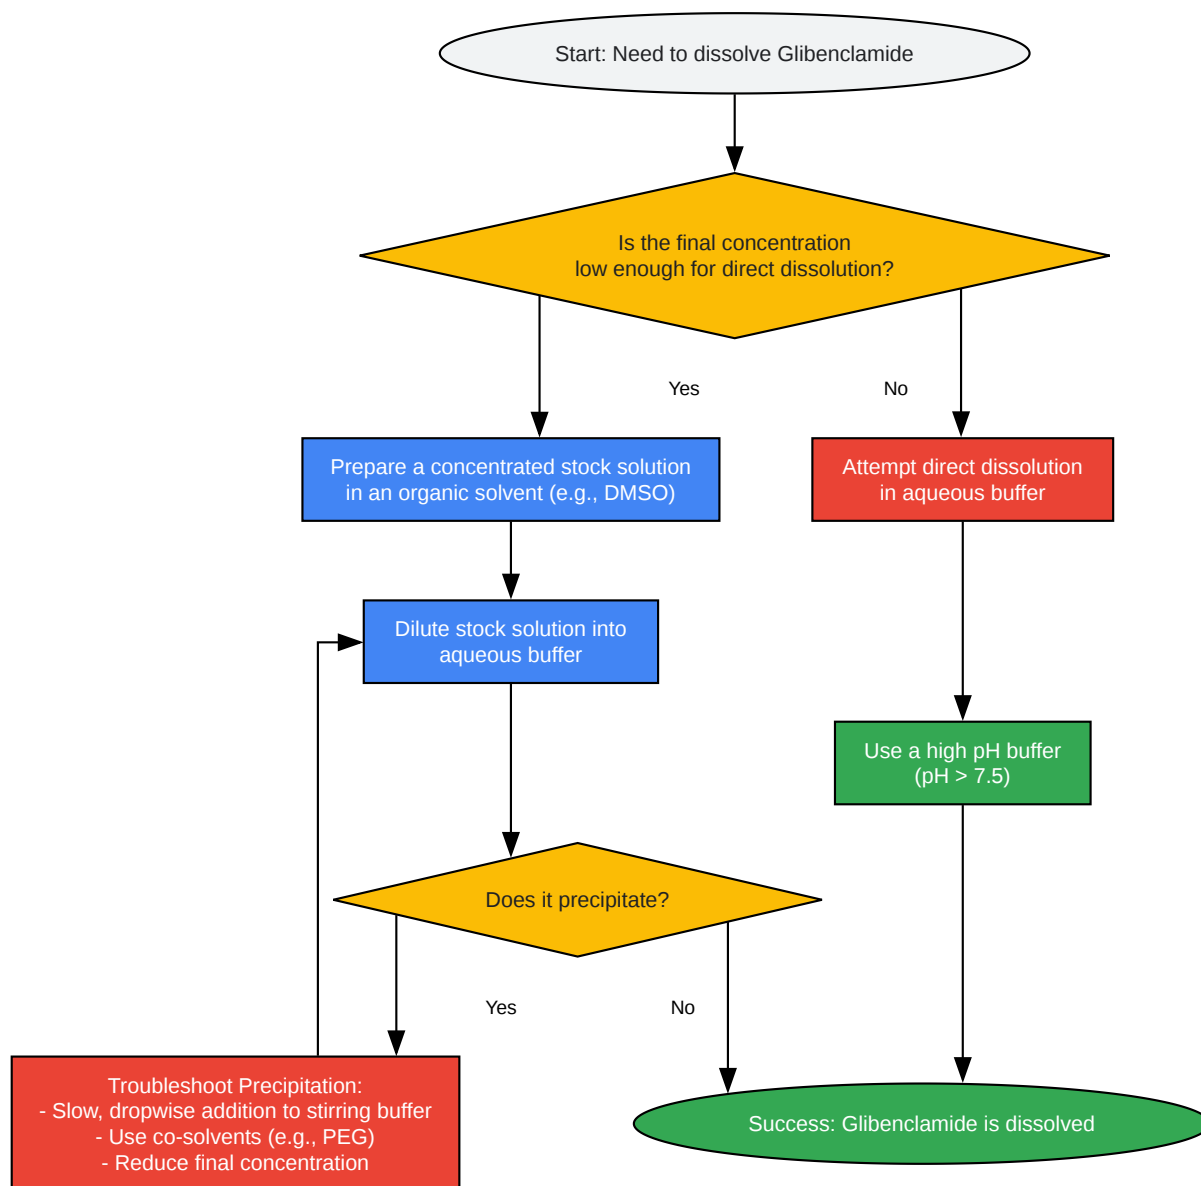 Start: Need to dissolve Glibenclamide
Is the final concentration
low enough for direct dissolution?
Yes
No
Prepare a concentrated stock solution
in an organic solvent (e.g., DMSO)
Attempt direct dissolution
in aqueous buffer
Dilute stock solution into
aqueous buffer
Use a high pH buffer
(pH > 7.5)
Does it precipitate?
Yes
No
Troubleshoot Precipitation:
- Slow, dropwise addition to stirring buffer
- Use co-solvents (e.g., PEG)
- Reduce final concentration
Success: Glibenclamide is dissolved